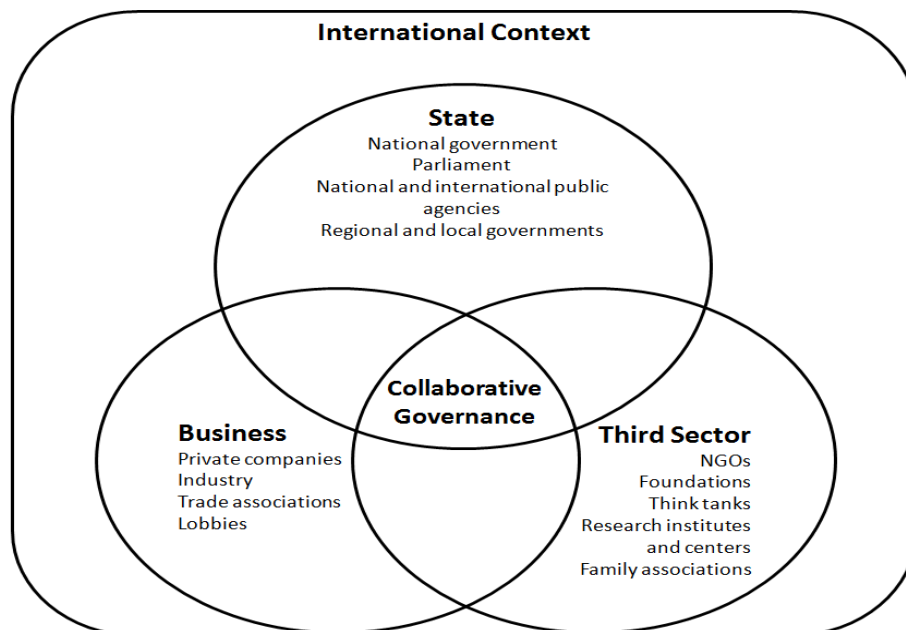 International Context
State
National government
Parliament
National and international public
agencies
Regional and local governments
Collaborative
Governance
Business
Private companies
Industry
Trade associations
Lobbies
Third Sector
NGOs
Foundations
Think tanks
Research institutes
and centers
Family associations